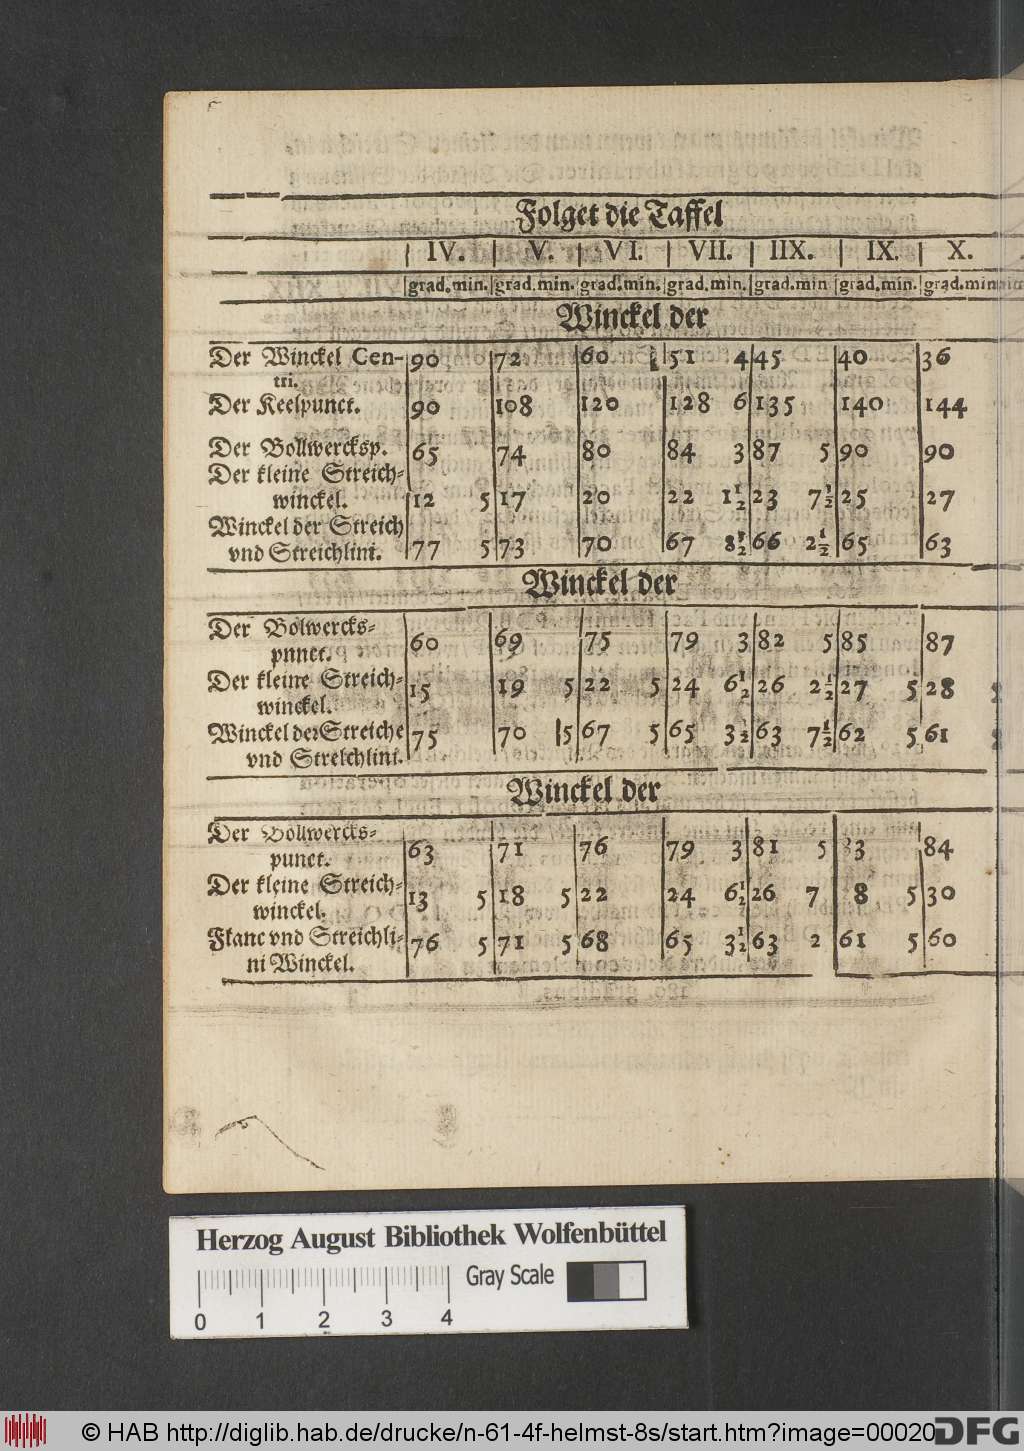 Folget die Taffel
IV. V. VI. VII. IIX. IX. X.
grad. min. grad. min. grad. min. grad. min. grad. min grad. min. grad. min
Winckel der
Der Winckel Cen- 90 72 60 51 4 45 40 36
tri.
Der Keelpunct. 90 108 120 128 6 135 140 144
Der Bollwercksp. 65 74 80 84 3 87 5 90 90
Der kleine Streich-
winckel. 12 5 17 20 22 1½ 23 7½ 25 27
Winckel der Streich
vnd Streichlini. 77 5 73 70 67 8½ 66 2½ 65 63
Winckel der
Der Bolwercks- 60 69 75 79 3 82 5 85 87
pnnct.
Der kleine Streich- 15 19 5 22 5 24 6½ 26 2½ 27 5 28
winckel.
Winckel der Streiche 75 70 5 67 5 65 3½ 63 7½ 62 5 61
vnd Strelchlini.
Winckel der
Der Bollwercks- 63 71 76 79 3 81 5 83 84
punct.
Der kleine Streich- 13 5 18 5 22 24 6½ 26 7 8 5 30
winckel.
Flanc vnd Streichli- 76 5 71 5 68 65 3½ 63 2 61 5 60
ni Winckel.
Herzog August Bibliothek Wolfenbüttel
Gray Scale
0 1 2 3 4
© HAB http://diglib.hab.de/drucke/n-61-4f-helmst-8s/start.htm?image=00020
DFG